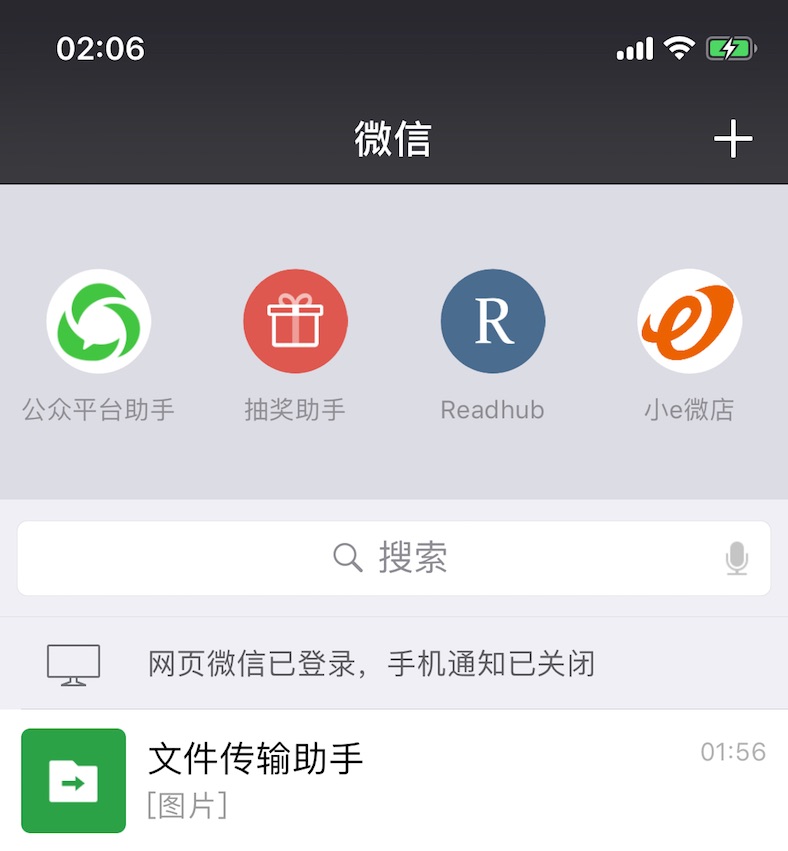 02:06
微信
R
公众平台助手
抽奖助手
Readhub
小e微店
搜索
网页微信已登录，手机通知已关闭
文件传输助手
01:56
[图片]